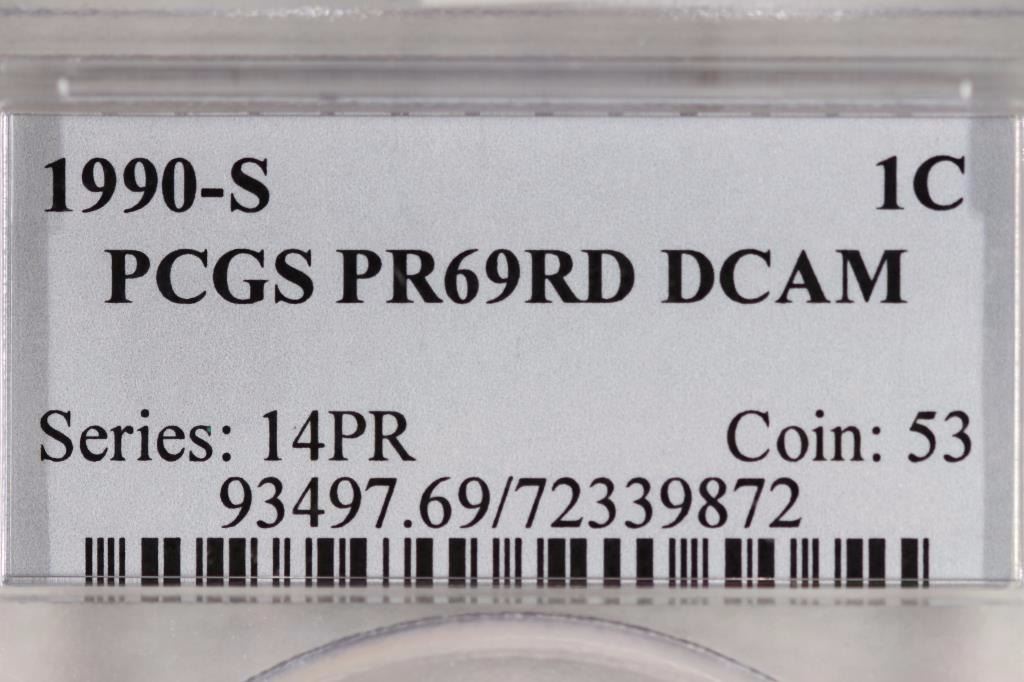 1990-S 1C
PCGS PR69RD DCAM
Series: 14PR Coin: 53
93497.69/72339872